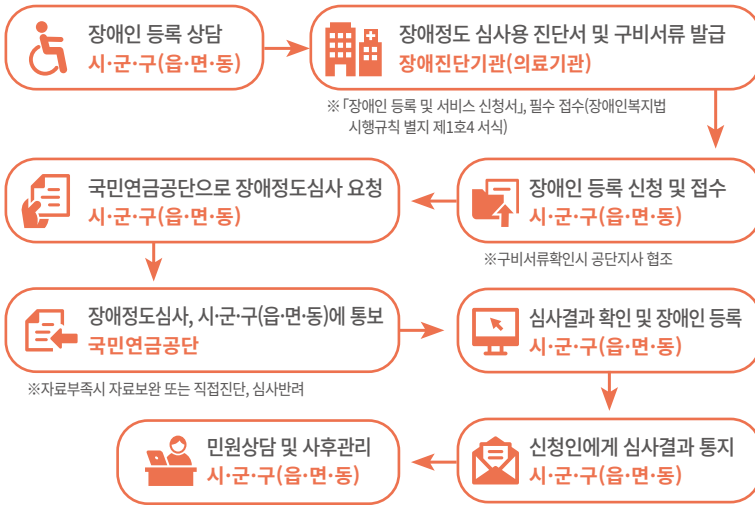 장애인 등록 상담
시·군·구(읍·면·동)
장애정도 심사용 진단서 및 구비서류 발급
장애진단기관(의료기관)
※「장애인 등록 및 서비스 신청서」, 필수 접수(장애인복지법
시행규칙 별지 제1호4 서식)
장애인 등록 신청 및 접수
시·군·구(읍·면·동)
※구비서류확인시 공단지사 협조
국민연금공단으로 장애정도심사 요청
시·군·구(읍·면·동)
장애정도심사, 시·군·구(읍·면·동)에 통보
국민연금공단
※자료부족시 자료보완 또는 직접진단, 심사반려
심사결과 확인 및 장애인 등록
시·군·구(읍·면·동)
신청인에게 심사결과 통지
시·군·구(읍·면·동)
민원상담 및 사후관리
시·군·구(읍·면·동)